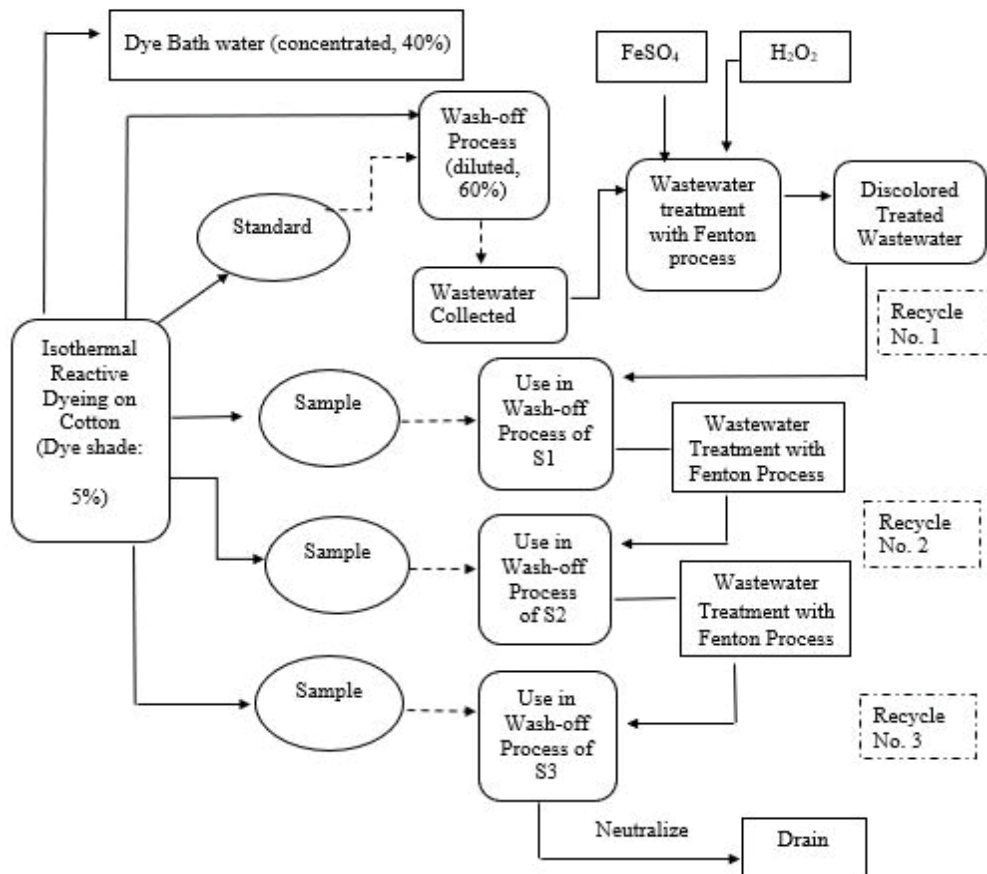 Dye Bath water (concentrated, 40%)
FeSO₄
H₂O₂
Wash-off
Process
(diluted,
60%)
Wastewater
treatment
with Fenton
process
Discolored
Treated
Wastewater
Standard
Wastewater
Collected
Recycle
No. 1
Isothermal
Reactive
Dyeing on
Cotton
(Dye shade:
5%)
Sample
Use in
Wash-off
Process of
S1
Wastewater
Treatment with
Fenton Process
Recycle
No. 2
Sample
Use in
Wash-off
Process
of S2
Wastewater
Treatment with
Fenton Process
Sample
Use in
Wash-off
Process of
S3
Recycle
No. 3
Neutralize
Drain